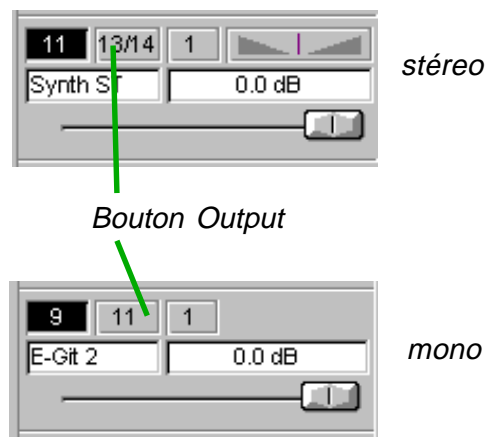 11 13/14 1
stéreo
Synth ST 0.0 dB
Bouton Output
9 11 1
E-Git 2 0.0 dB
mono